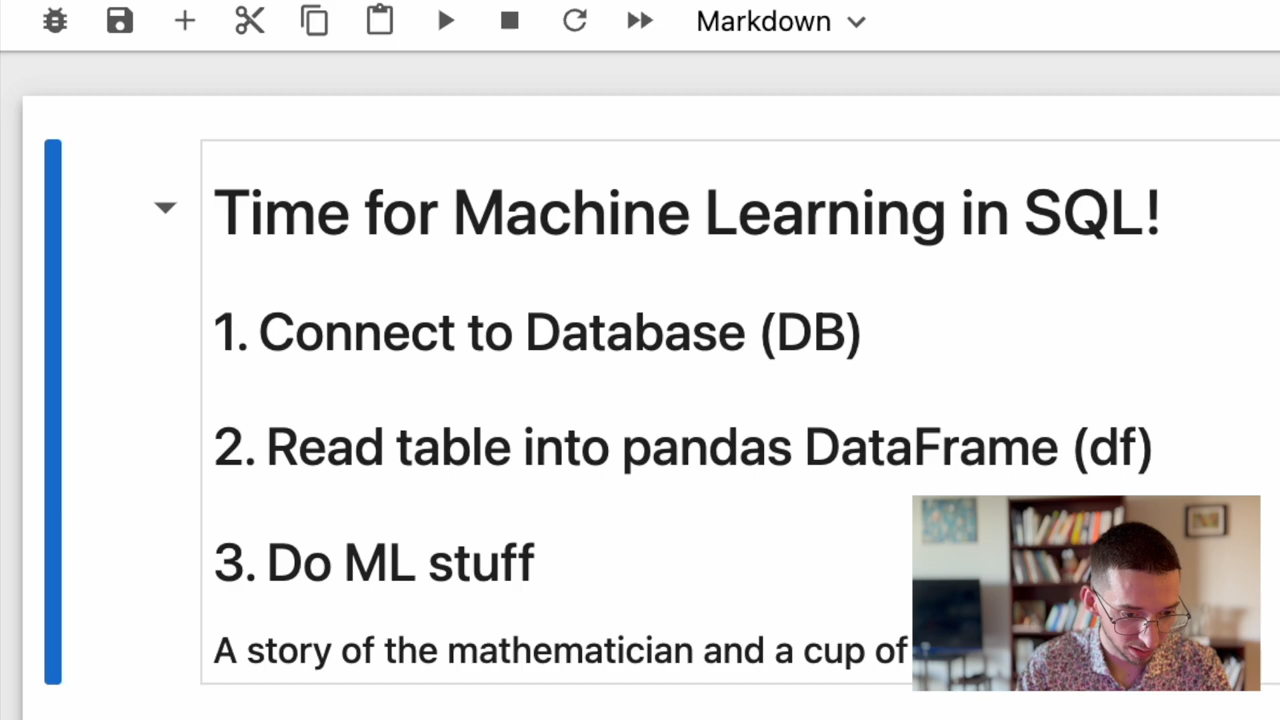 Markdown
Time for Machine Learning in SQL!
1. Connect to Database (DB)
2. Read table into pandas DataFrame (df)
3. Do ML stuff
A story of the mathematician and a cup of